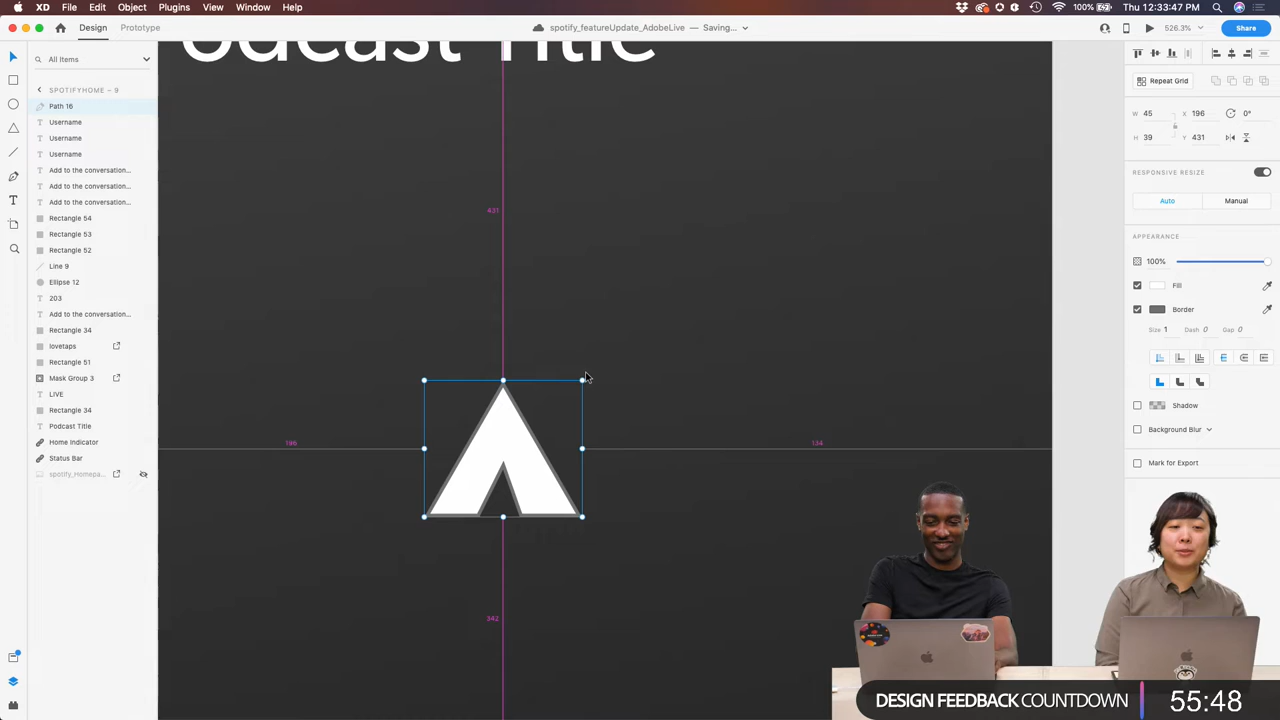 XD File Edit Object Plugins View Window Help
100% Thu 12:33:47 PM
Design Prototype
spotify_featureUpdate_AdobeLive — Saving...
526.3%
Share
odcast Title
All Items
SPOTIFYHOME – 9
Path 16
Username
Username
Username
Add to the conversation...
Add to the conversation...
Add to the conversation...
Rectangle 54
Rectangle 53
Rectangle 52
Line 9
Ellipse 12
203
Add to the conversation...
Rectangle 34
lovetaps
Rectangle 51
Mask Group 3
LIVE
Rectangle 34
Podcast Title
Home Indicator
Status Bar
spotify_Homepa...
431
196
134
342
Repeat Grid
W 45 X 196 0°
H 39 Y 431
RESPONSIVE RESIZE
Auto Manual
APPEARANCE
100%
Fill
Border
Size 1 Dash 0 Gap 0
Shadow
Background Blur
Mark for Export
DESIGN FEEDBACK COUNTDOWN 55:48